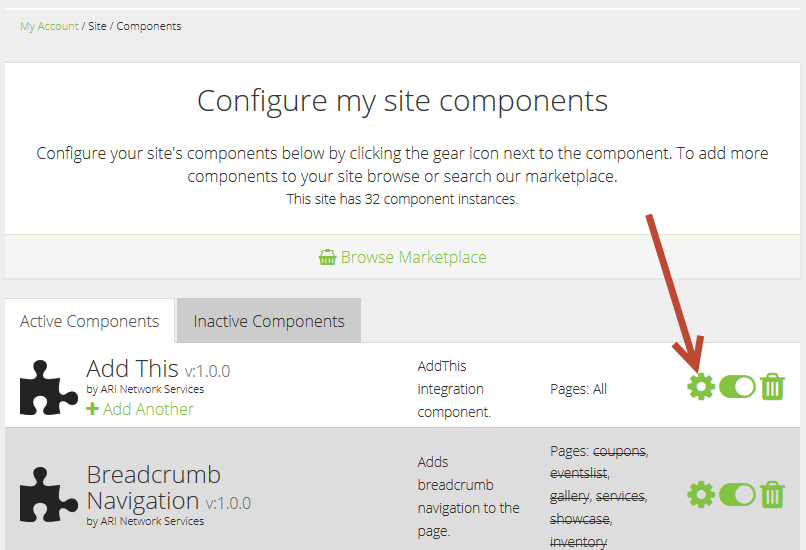 My Account / Site / Components
Configure my site components
Configure your site's components below by clicking the gear icon next to the component. To add more
components to your site browse or search our marketplace.
This site has 32 component instances.
Browse Marketplace
Active Components
Inactive Components
Add This v:1.0.0
by ARI Network Services
Add Another
AddThis
integration
component.
Pages: All
Breadcrumb
Navigation v:1.0.0
by ARI Network Services
Adds
breadcrumb
navigation to the
page.
Pages: coupons,
eventslist,
gallery, services,
showcase,
inventory